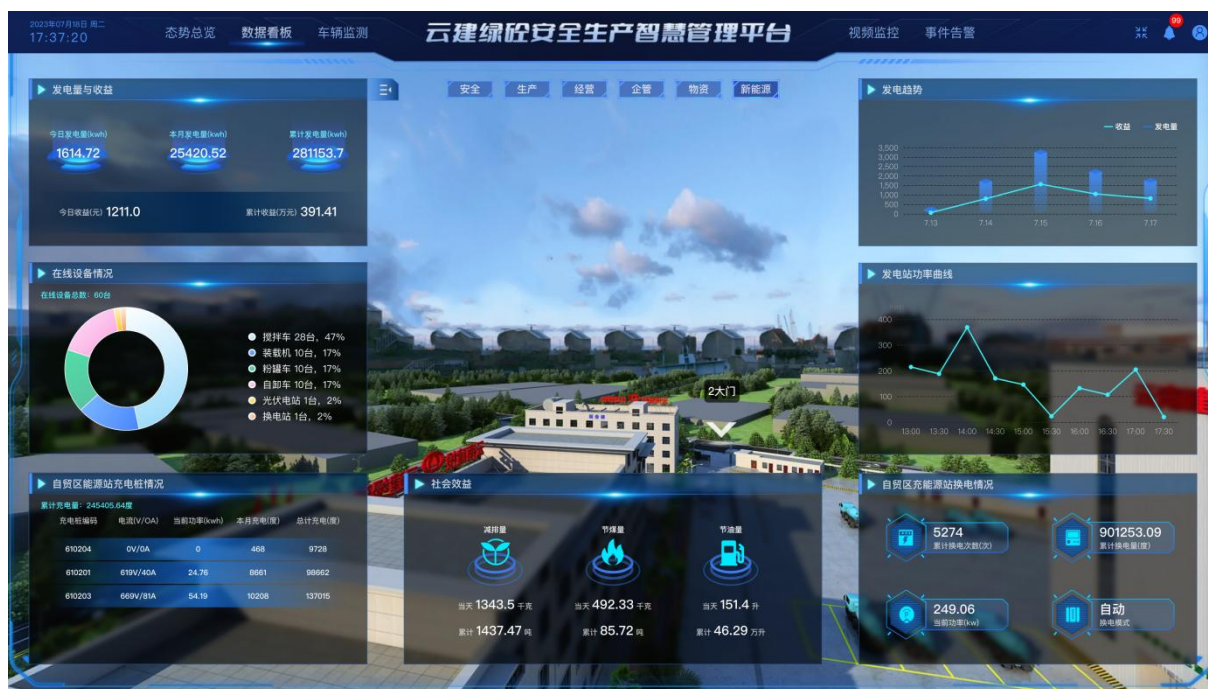 2023年07月18日 周二
17:37:20
态势总览 数据看板 车辆监测
云建绿砼安全生产智慧管理平台
视频监控 事件告警
99
安全 生产 经营 企管 物资 新能源
发电量与收益
今日发电量(kwh) 本月发电量(kwh) 累计发电量(kwh)
1614.72 25420.52 281153.7
今日收益(元) 1211.0 累计收益(万元) 391.41
在线设备情况
在线设备总数: 60台
搅拌车 28台, 47%
装载机 10台, 17%
粉罐车 10台, 17%
自卸车 10台, 17%
光伏电站 1台, 2%
换电站 1台, 2%
自贸区能源站充电桩情况
累计充电量: 245405.64度
充电桩编码 电流(V/OA) 当前功率(kwh) 本月充电(度) 总计充电(度)
610204 0V/0A 0 468 9728
610201 619V/40A 24.76 8661 98662
610203 669V/81A 54.19 10208 137015
2大门
社会效益
减排量 节煤量 节油量
当天 1343.5 千克 当天 492.33 千克 当天 151.4 升
累计 1437.47 吨 累计 85.72 吨 累计 46.29 万升
发电趋势
收益 发电量
3,500
3,000
2,500
2,000
1,500
1,000
500
0
7.13 7.14 7.15 7.16 7.17
发电站功率曲线
400
300
200
100
0
13:00 13:30 14:00 14:30 15:00 15:30 16:00 16:30 17:00 17:30
自贸区充能源站换电情况
5274
累计换电次数(次)
901253.09
累计换电量(度)
249.06
当前功率(kw)
自动
换电模式